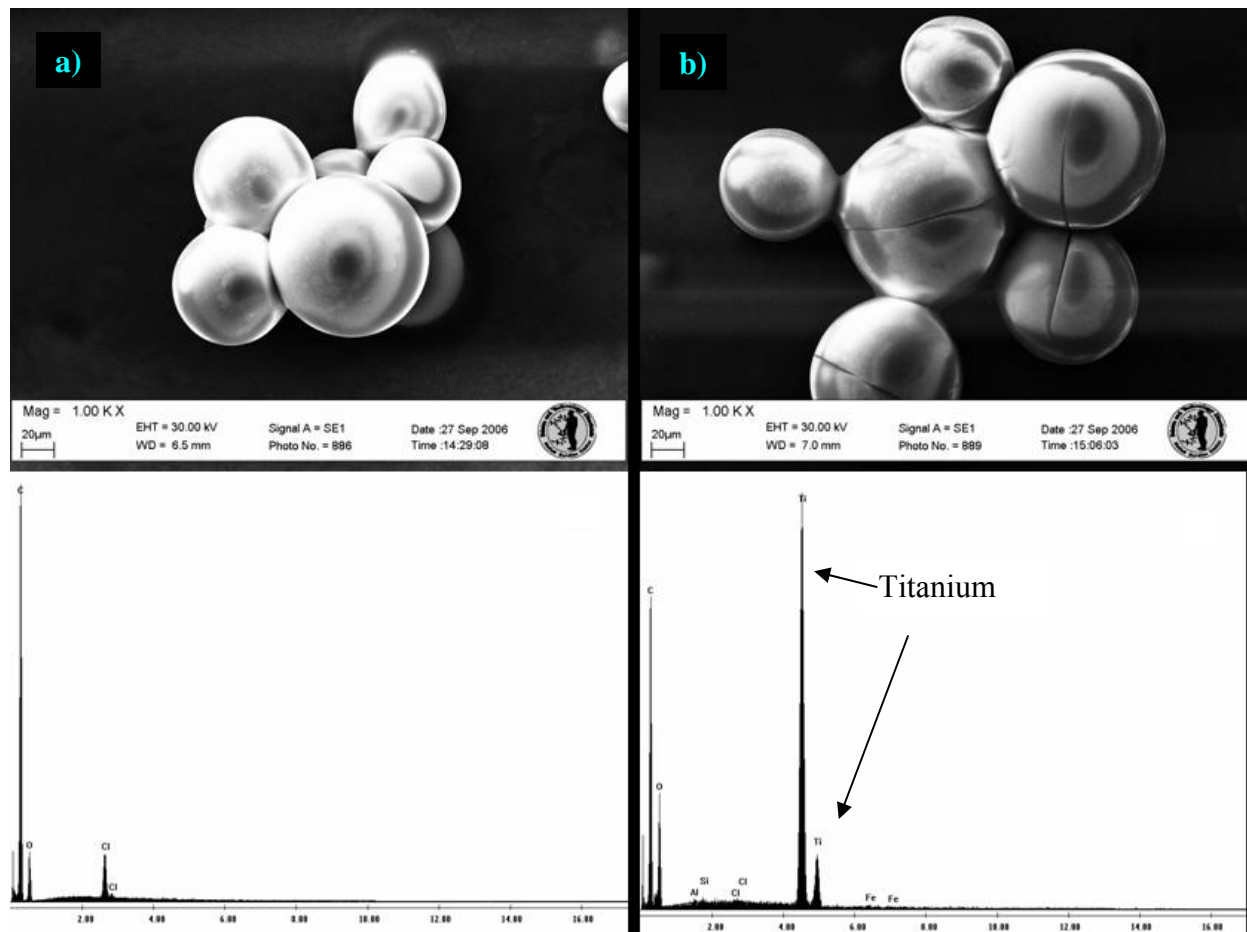 a)
Mag = 1.00 K X
20µm
EHT = 30.00 kV
Signal A = SE1
Date :27 Sep 2006
WD = 6.5 mm
Photo No. = 886
Time :14:29:08
b)
Mag = 1.00 K X
20µm
EHT = 30.00 kV
Signal A = SE1
Date :27 Sep 2006
WD = 7.0 mm
Photo No. = 889
Time :15:06:03
C
O
Cl
Cl
2.00 4.00 6.00 8.00 10.00 12.00 14.00 16.00
Ti
Titanium
C
O
Ti
Si
Cl
Al
Cl
Fe
Fe
2.00 4.00 6.00 8.00 10.00 12.00 14.00 16.00